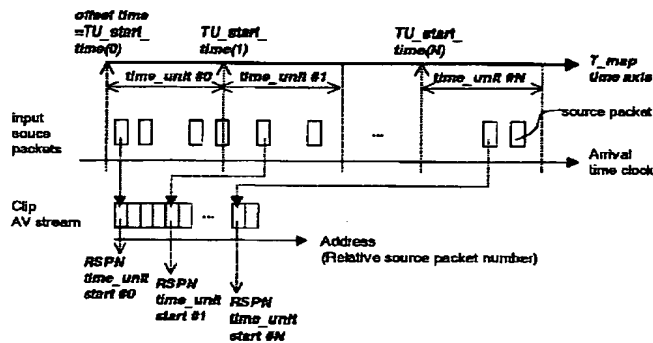 offset time
=TU_start_
time(0)
TU_start_
time(1)
TU_start_
time(N)
T_map
time axis
time_unit #0
time_unit #1
time_unit #N
input
souce
packets
source packet
...
Arrival
time clock
Clip
AV stream
...
Address
(Relative source packet number)
RSPN
time_unit
start #0
RSPN
time_unit
start #1
RSPN
time_unit
start #N